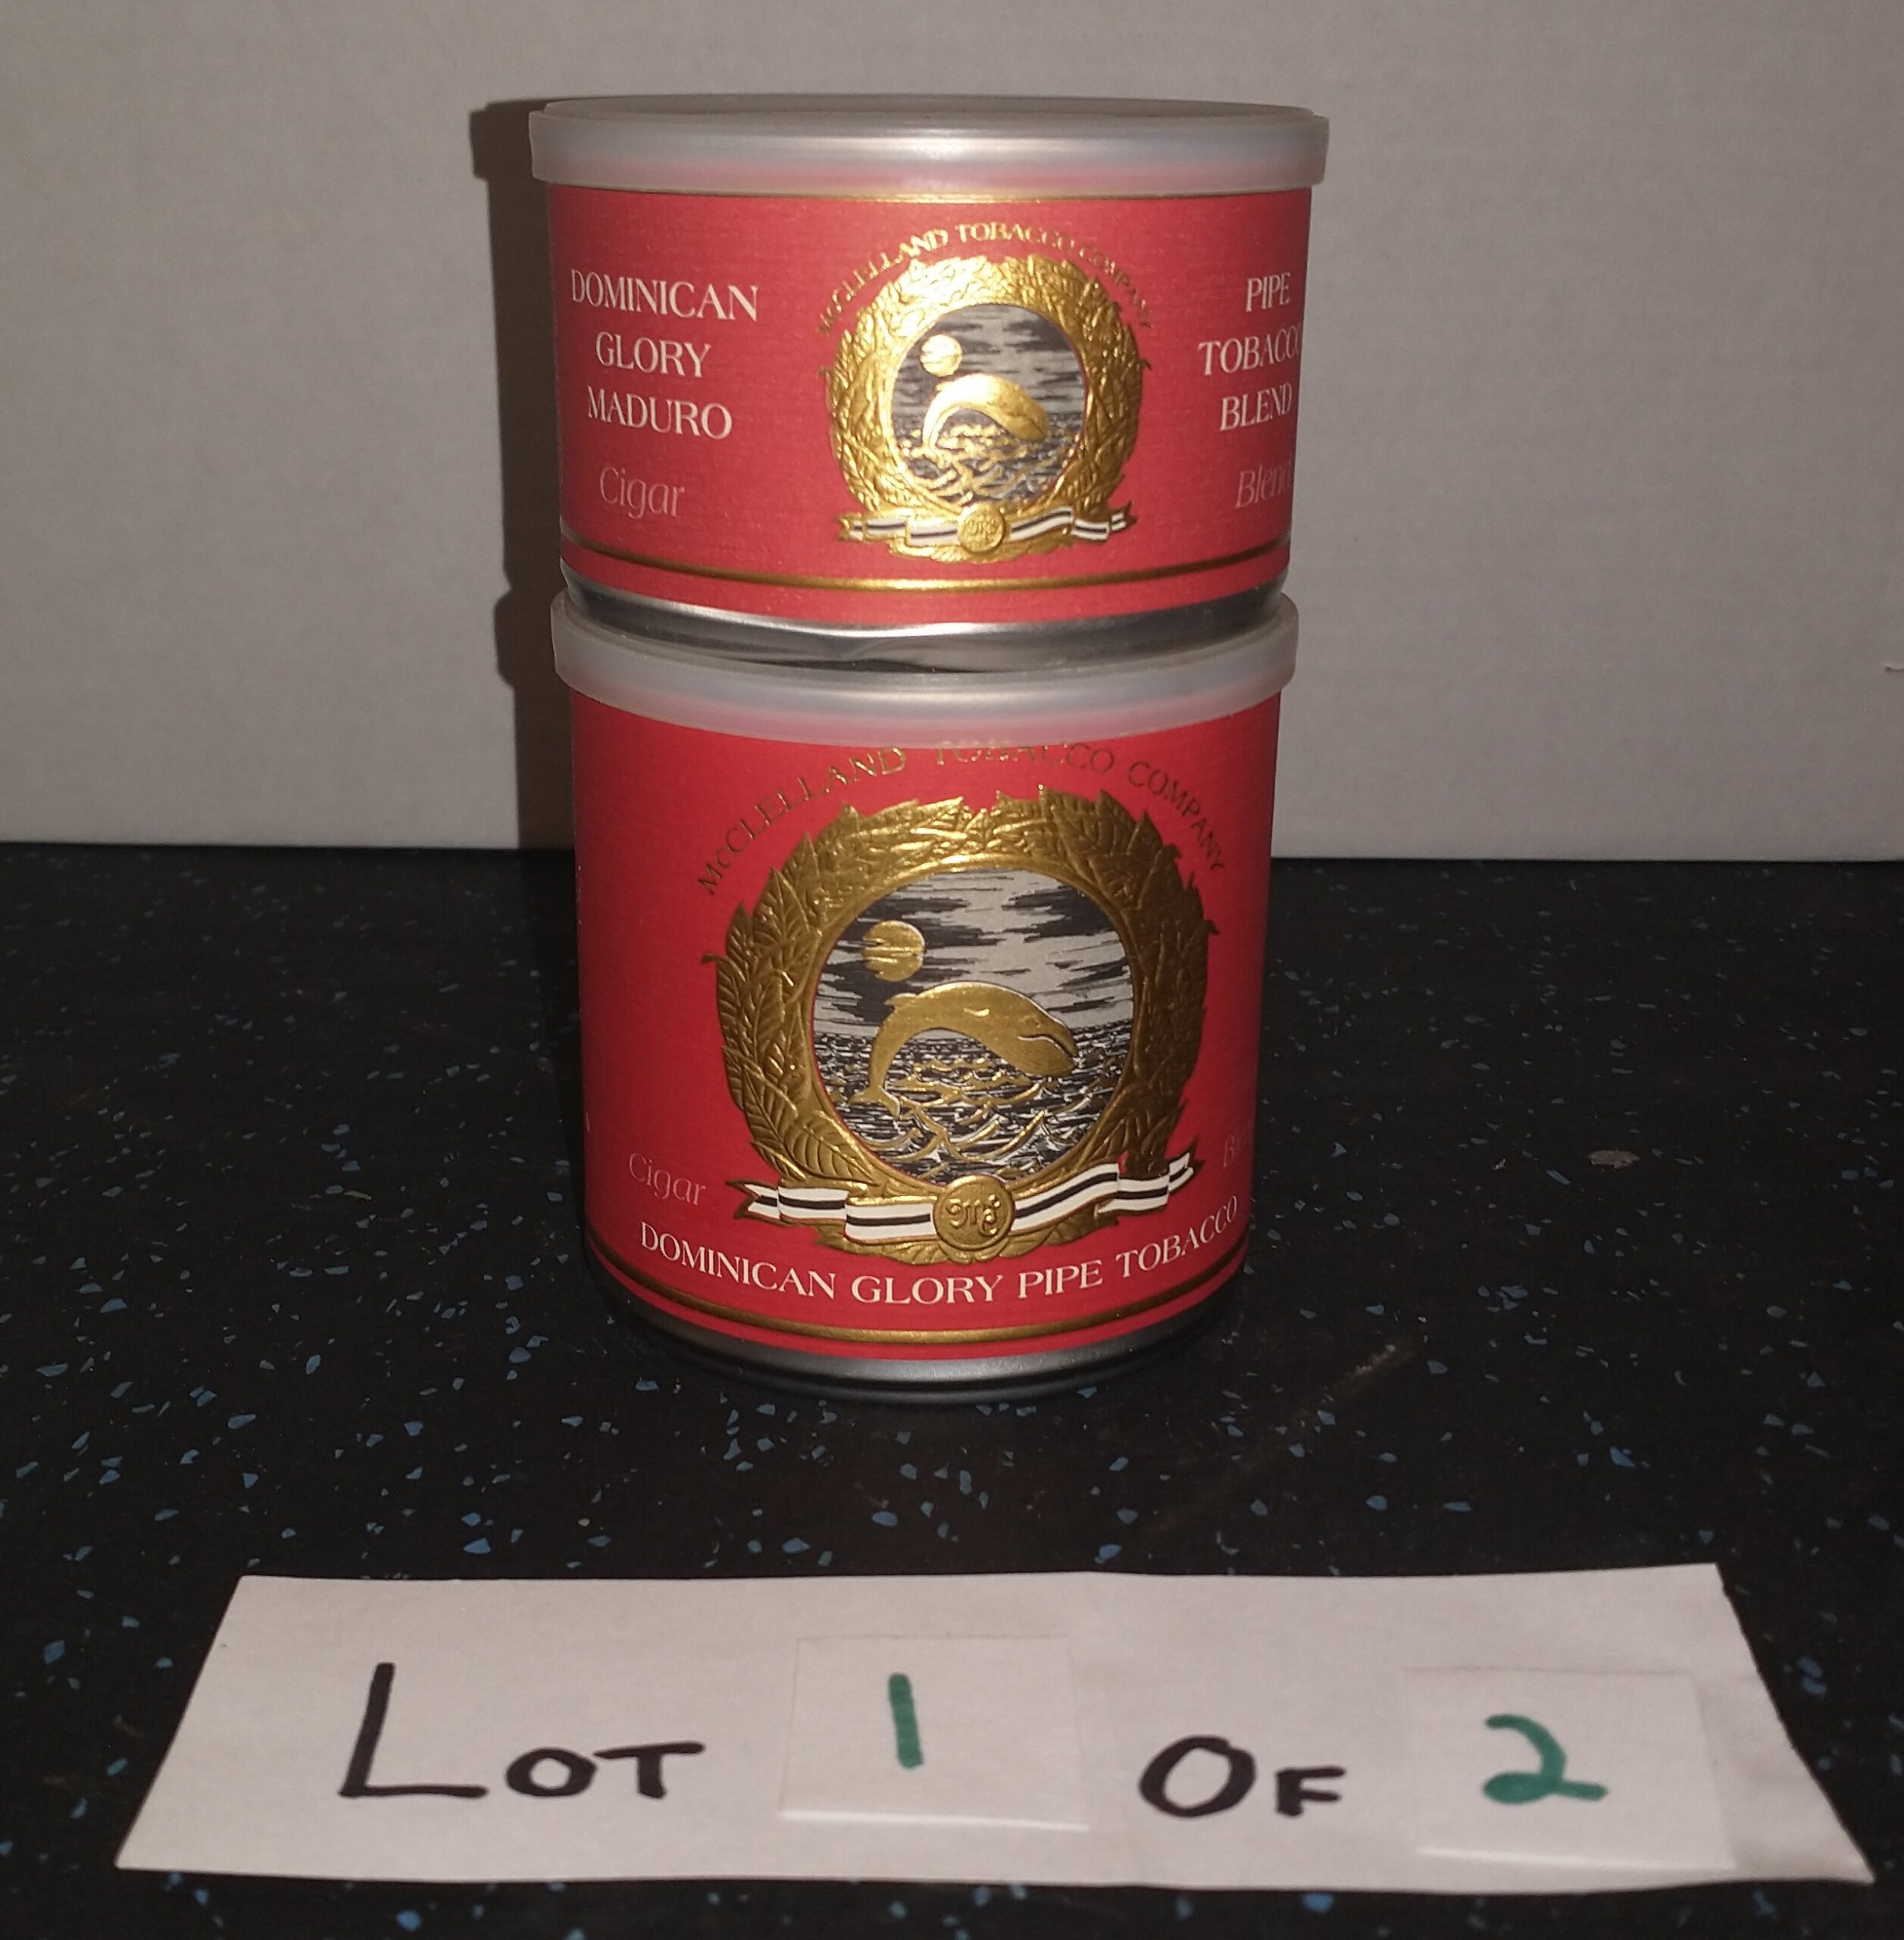 McCLELLAND TOBACCO COMPANY
DOMINICAN
GLORY
MADURO
Cigar
PIPE
TOBACCO
BLEND
Blend
McCLELLAND TOBACCO COMPANY
Cigar
DOMINICAN GLORY PIPE TOBACCO
LOT 1 OF 2